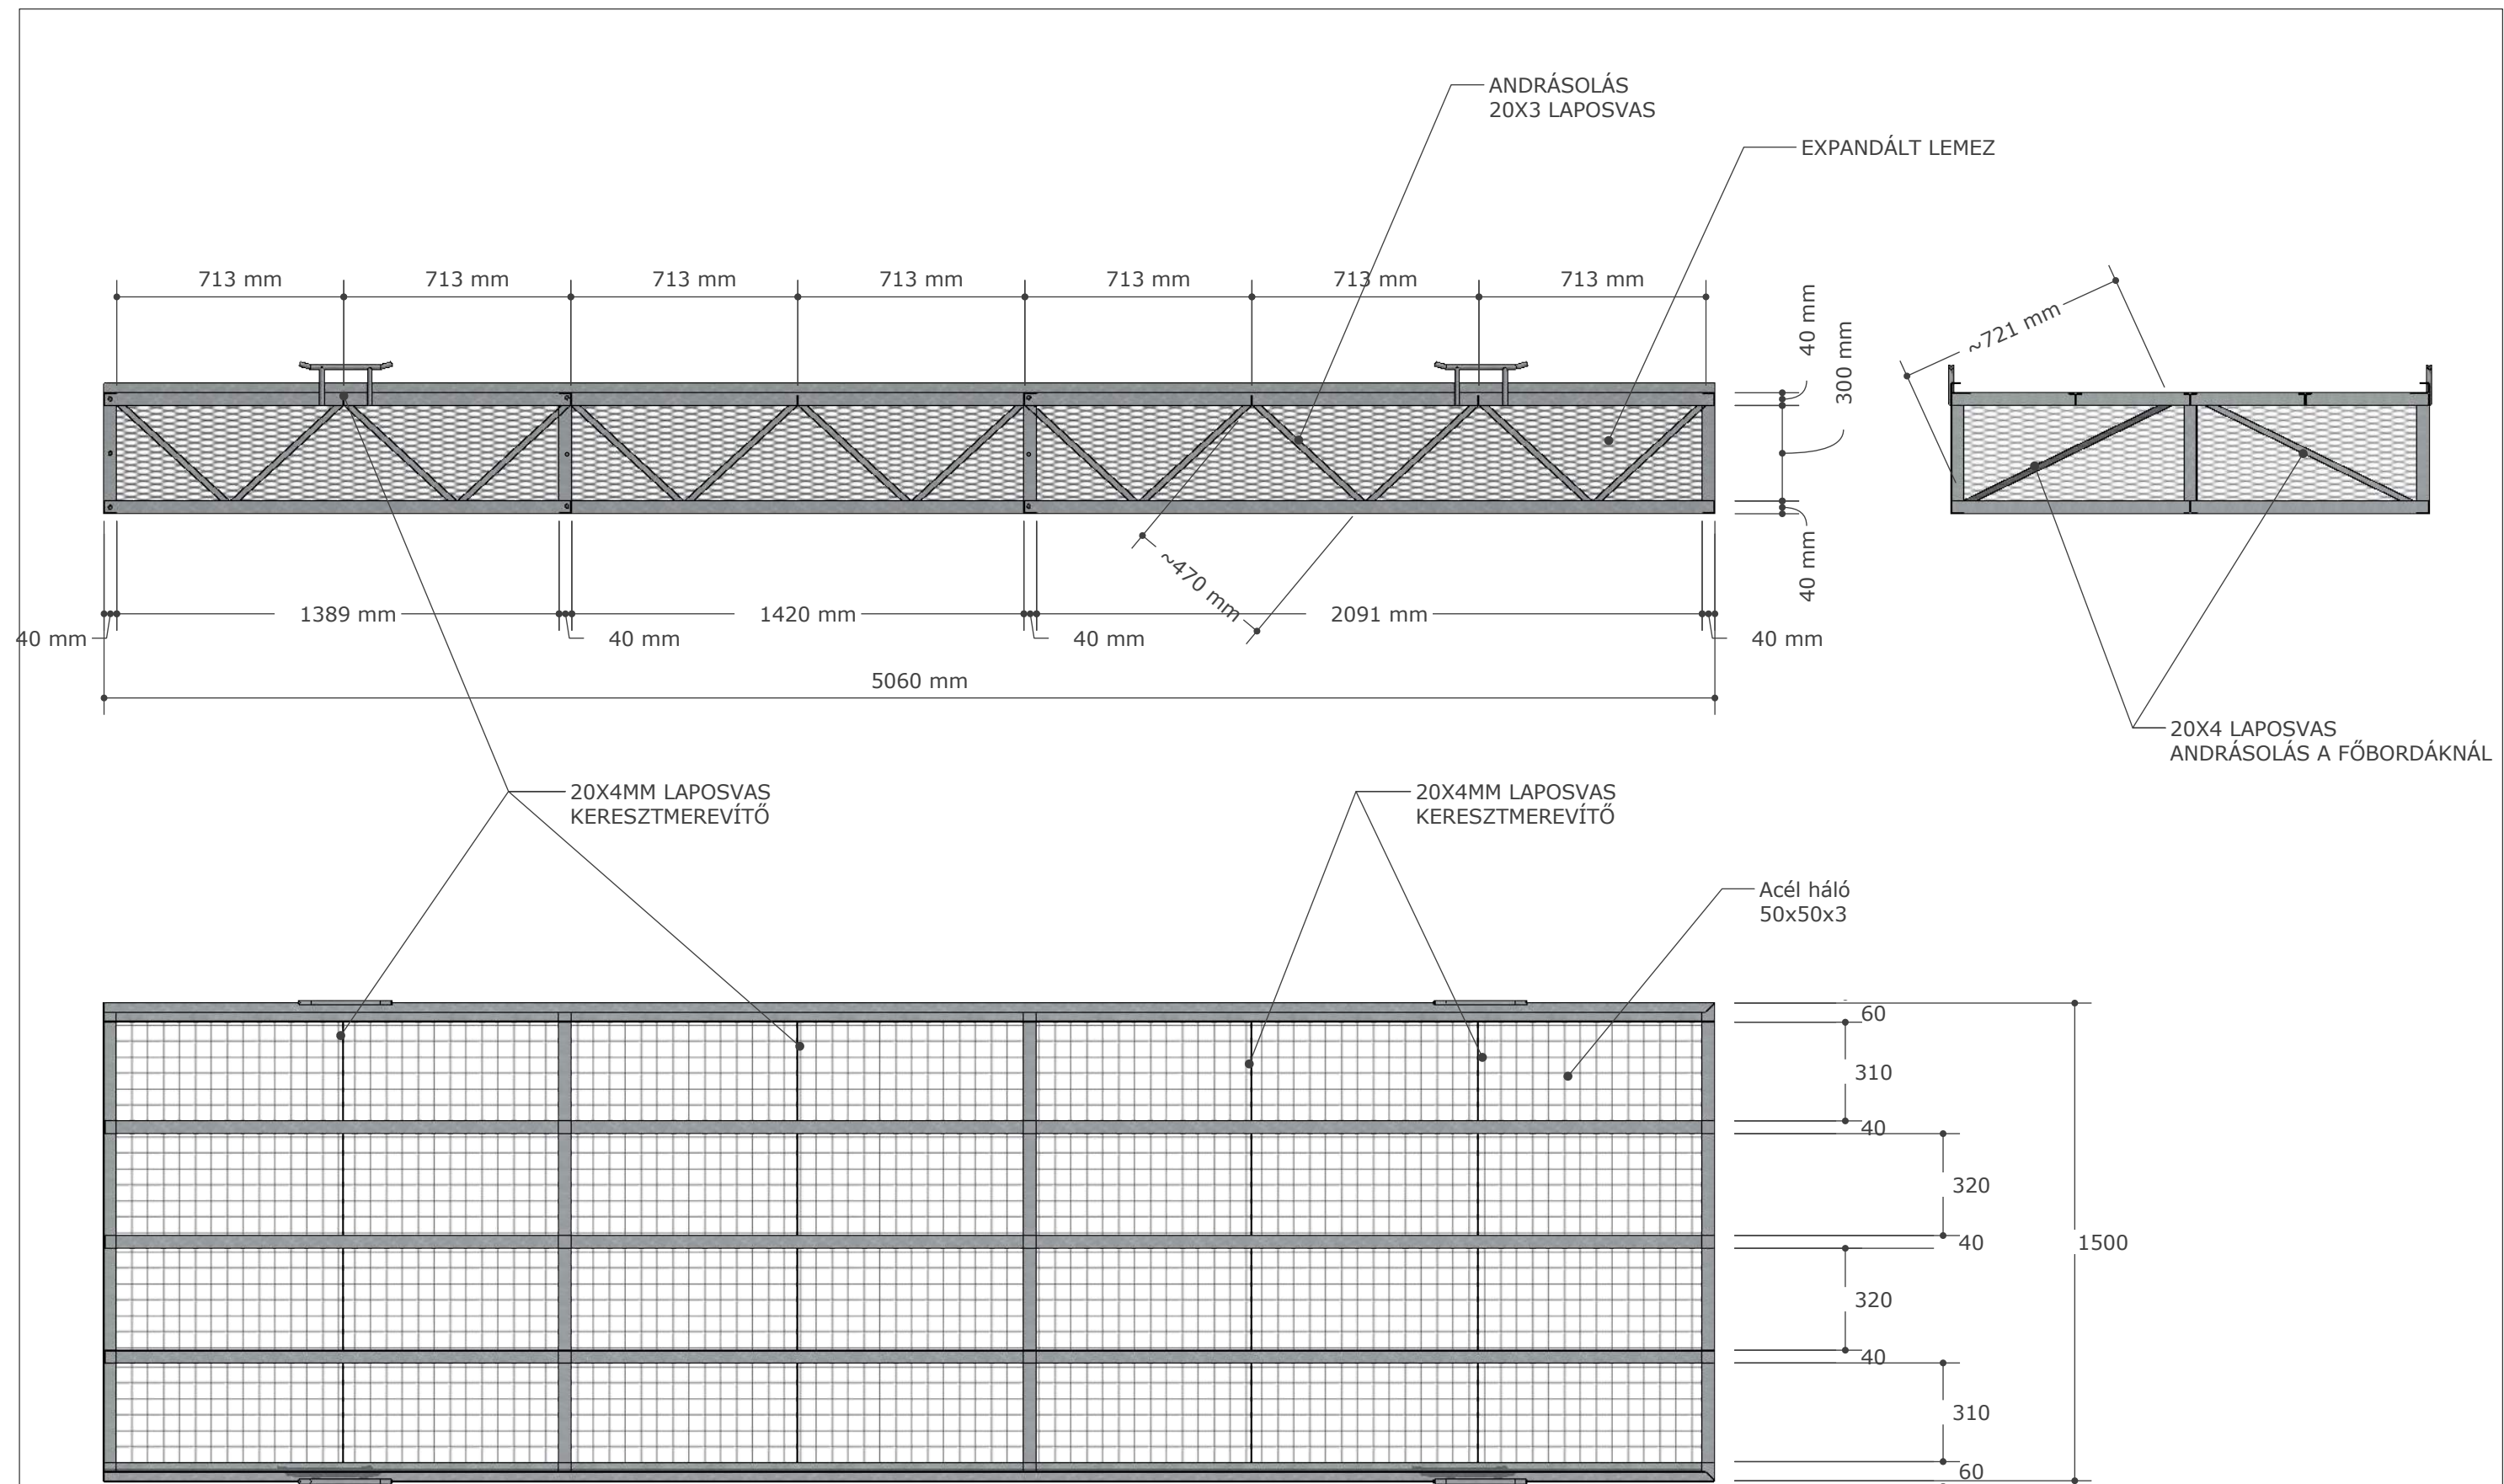 ANDRÁSOLÁS
20X3 LAPOSVAS
EXPANDÁLT LEMEZ
713 mm
713 mm
713 mm
713 mm
713 mm
713 mm
713 mm
40 mm
300 mm
40 mm
~721 mm
~470 mm
1389 mm
1420 mm
2091 mm
40 mm
40 mm
40 mm
40 mm
5060 mm
20X4 LAPOSVAS
ANDRÁSOLÁS A FŐBORDÁKNÁL
20X4MM LAPOSVAS
KERESZTMEREVÍTŐ
20X4MM LAPOSVAS
KERESZTMEREVÍTŐ
Acél háló
50x50x3
60
310
40
320
40
1500
320
40
310
60